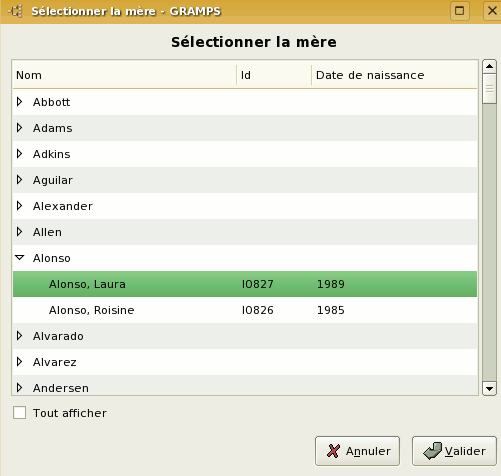 Sélectionner la mère - GRAMPS
Sélectionner la mère
Nom Id Date de naissance
Abbott
Adams
Adkins
Aguilar
Alexander
Allen
Alonso
Alonso, Laura I0827 1989
Alonso, Roisine I0826 1985
Alvarado
Alvarez
Andersen
Tout afficher
Annuler Valider